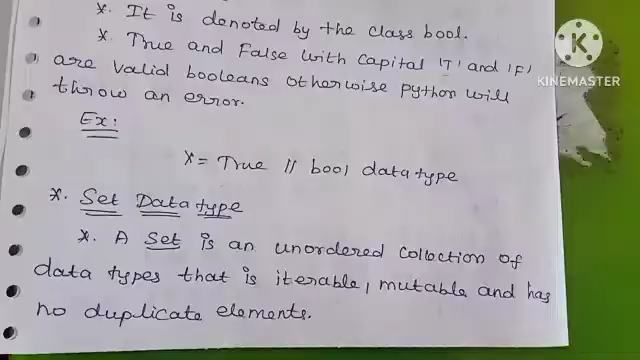 *. It is denoted by the class bool.
*. True and False with capital 'T' and 'F'
are valid booleans otherwise python will
throw an error.
Ex:
x = True // bool datatype
*. Set Data type
*. A Set is an unordered collection of
data types that is iterable, mutable and has
no duplicate elements.
KINEMASTER